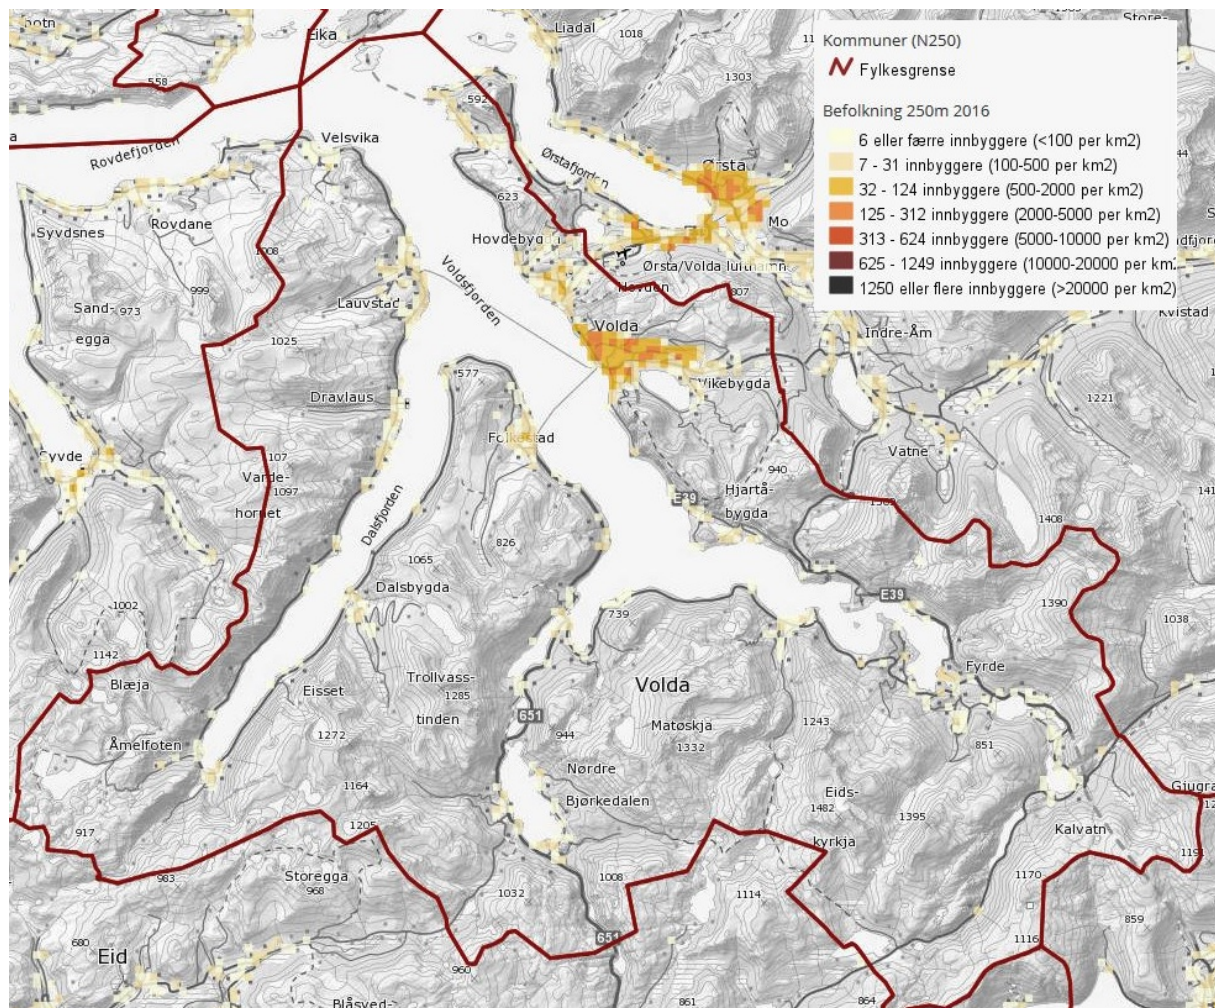 Eika
Liadal
Store-
1018
558
1303
592
Kommuner (N250)
Fylkesgrense
Befolkning 250m 2016
6 eller færre innbyggere (<100 per km2)
7 - 31 innbyggere (100-500 per km2)
32 - 124 innbyggere (500-2000 per km2)
125 - 312 innbyggere (2000-5000 per km2)
313 - 624 innbyggere (5000-10000 per km2)
625 - 1249 innbyggere (10000-20000 per km
1250 eller flere innbyggere (>20000 per km2)
Velsvika
Rovdefjorden
Ørstafjorden
Ørsta
623
Mo
Syvdsnes
Rovdane
Hovdebygda
Ørsta/Volda lufthamn
Hovden
Voldsfjorden
999
Lauvstad
807
Sand-
973
egga
1025
Volda
Indre-Åm
Kvistad
577
Vikebygda
Dravlaus
1221
Folkestad
Vatne
107
Varde-
1097
hornet
940
E39
Hjartå-
bygda
Dalsfjorden
826
1408
1065
Dalsbygda
1002
739
E39
1390
1038
1142
Fyrde
Blæja
Eisset
Trollvass-
1285
tinden
Volda
651
Matøskja
1332
1243
Åmelfoten
1272
944
851
Nørdre
Bjørkedalen
1164
Eids-
1482
kyrkja
1395
Gjugra
1205
917
Kalvatn
1191
983
Storegga
968
1032
1008
1114
1170
859
680
Eid
651
1116
960
Blåsved-
861
864